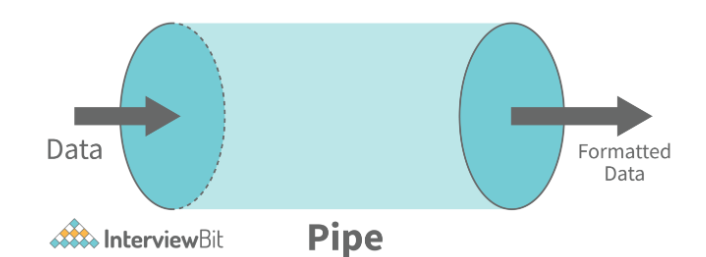 Data
Formatted
Data
InterviewBit
Pipe